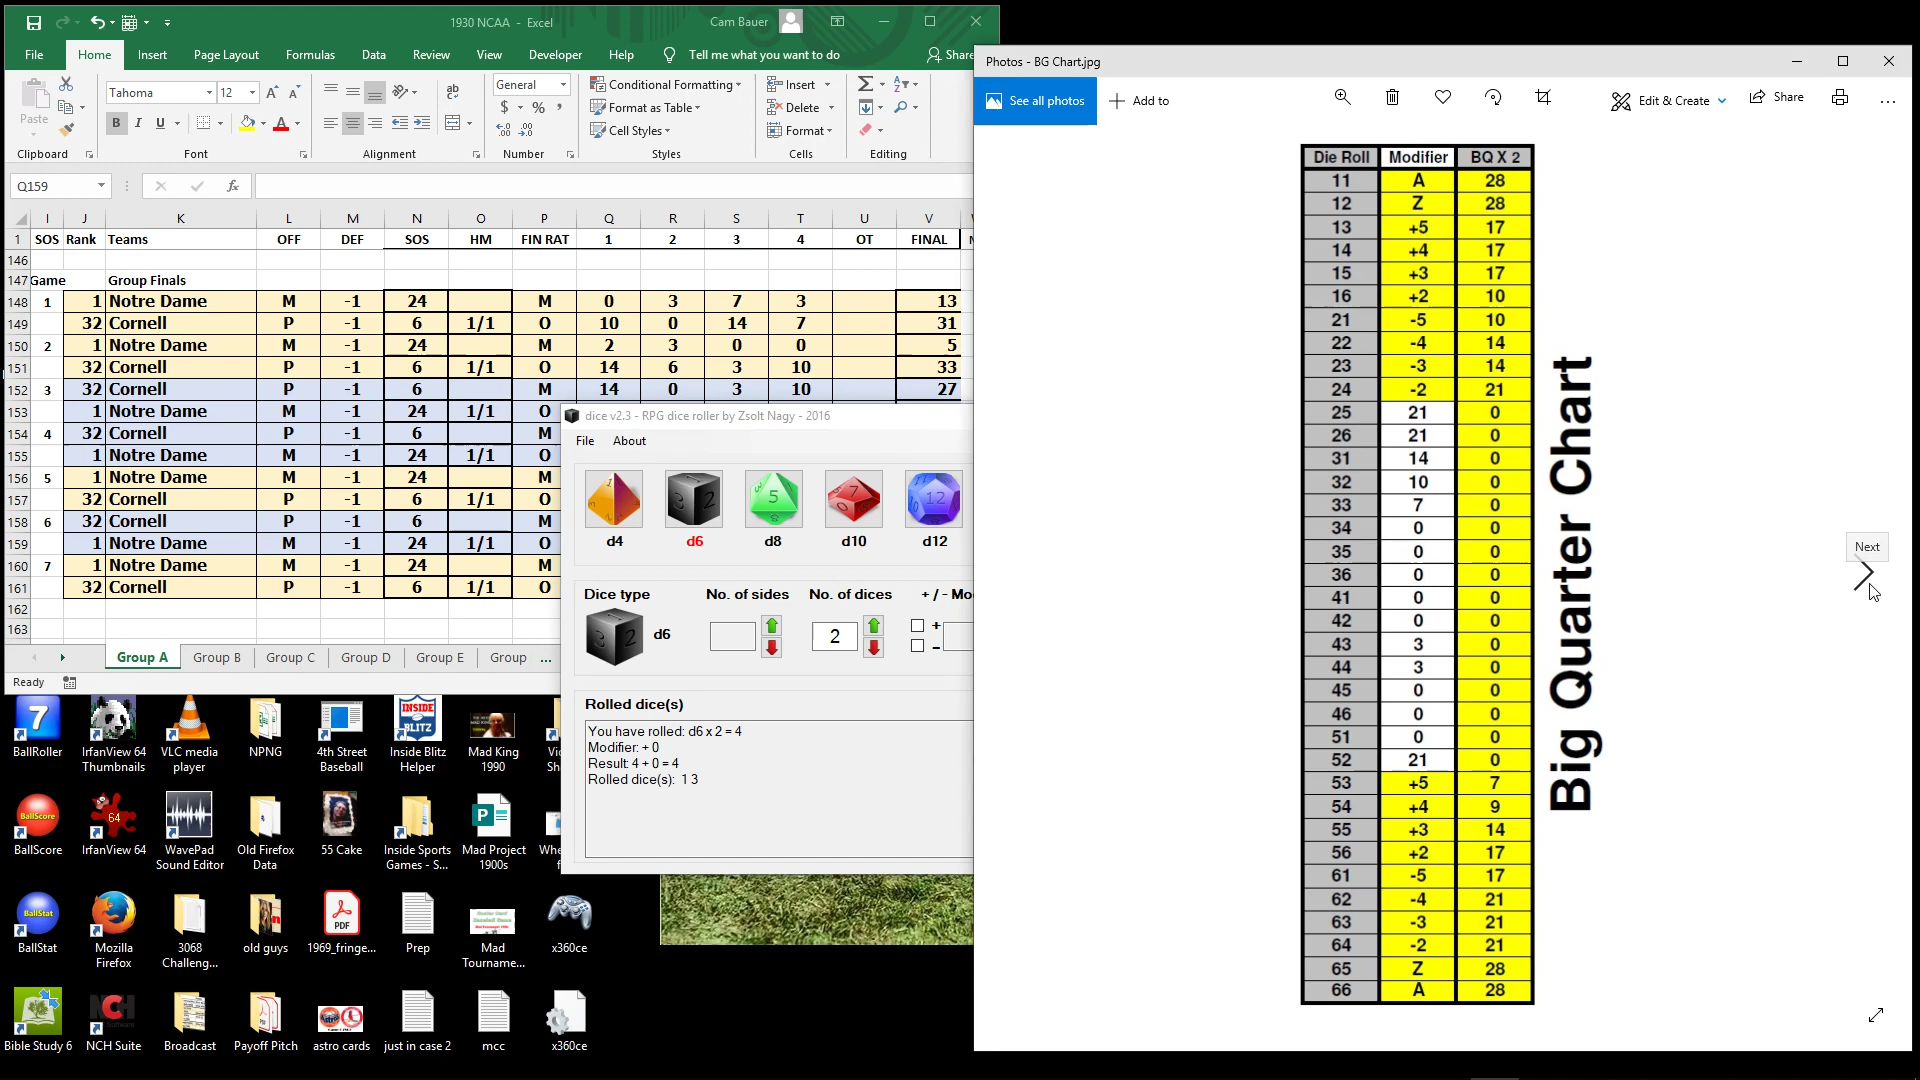 1930 NCAA - Excel
Cam Bauer
File Home Insert Page Layout Formulas Data Review View Developer Help Tell me what you want to do Share
Paste
Tahoma 12
B I U
General
$ % ,
Conditional Formatting
Format as Table
Cell Styles
Insert
Delete
Format
Clipboard Font Alignment Number Styles Cells Editing
Q159 fx
I J K L M N O P Q R S T U V
1 SOS Rank Teams OFF DEF SOS HM FIN RAT 1 2 3 4 OT FINAL
146
147 Game Group Finals
148 1 1 Notre Dame M -1 24 M 0 3 7 3 13
149 32 Cornell P -1 6 1/1 O 10 0 14 7 31
150 2 1 Notre Dame M -1 24 M 2 3 0 0 5
151 32 Cornell P -1 6 1/1 O 14 6 3 10 33
152 3 32 Cornell P -1 6 M 14 0 3 10 27
153 1 Notre Dame M -1 24 1/1 O
154 4 32 Cornell P -1 6 M
155 1 Notre Dame M -1 24 1/1 O
156 5 1 Notre Dame M -1 24 M
157 32 Cornell P -1 6 1/1 O
158 6 32 Cornell P -1 6 M
159 1 Notre Dame M -1 24 1/1 O
160 7 1 Notre Dame M -1 24 M
161 32 Cornell P -1 6 1/1 O
162
163
Group A Group B Group C Group D Group E Group ...
Ready
dice v2.3 - RPG dice roller by Zsolt Nagy - 2016
File About
d4 d6 d8 d10 d12
Dice type No. of sides No. of dices + / - Mo
d6 2 +
-
Rolled dice(s)
You have rolled: d6 x 2 = 4
Modifier: + 0
Result: 4 + 0 = 4
Rolled dice(s): 1 3
BallRoller
IrfanView 64 Thumbnails
VLC media player
NPNG
4th Street Baseball
Inside Blitz Helper
Mad King 1990
BallScore
IrfanView 64
WavePad Sound Editor
Old Firefox Data
55 Cake
Inside Sports Games - S...
Mad Project 1900s
BallStat
Mozilla Firefox
3068 Challeng...
old guys
1969_fringe...
Prep
Mad Tourname...
x360ce
Bible Study 6
NCH Suite
Broadcast
Payoff Pitch
astro cards
just in case 2
mcc
x360ce
Photos - BG Chart.jpg
See all photos Add to Edit & Create Share
Die Roll Modifier BQ X 2
11 A 28
12 Z 28
13 +5 17
14 +4 17
15 +3 17
16 +2 10
21 -5 10
22 -4 14
23 -3 14
24 -2 21
25 21 0
26 21 0
31 14 0
32 10 0
33 7 0
34 0 0
35 0 0
36 0 0
41 0 0
42 0 0
43 3 0
44 3 0
45 0 0
46 0 0
51 0 0
52 21 0
53 +5 7
54 +4 9
55 +3 14
56 +2 17
61 -5 17
62 -4 21
63 -3 21
64 -2 21
65 Z 28
66 A 28
Big Quarter Chart
Next